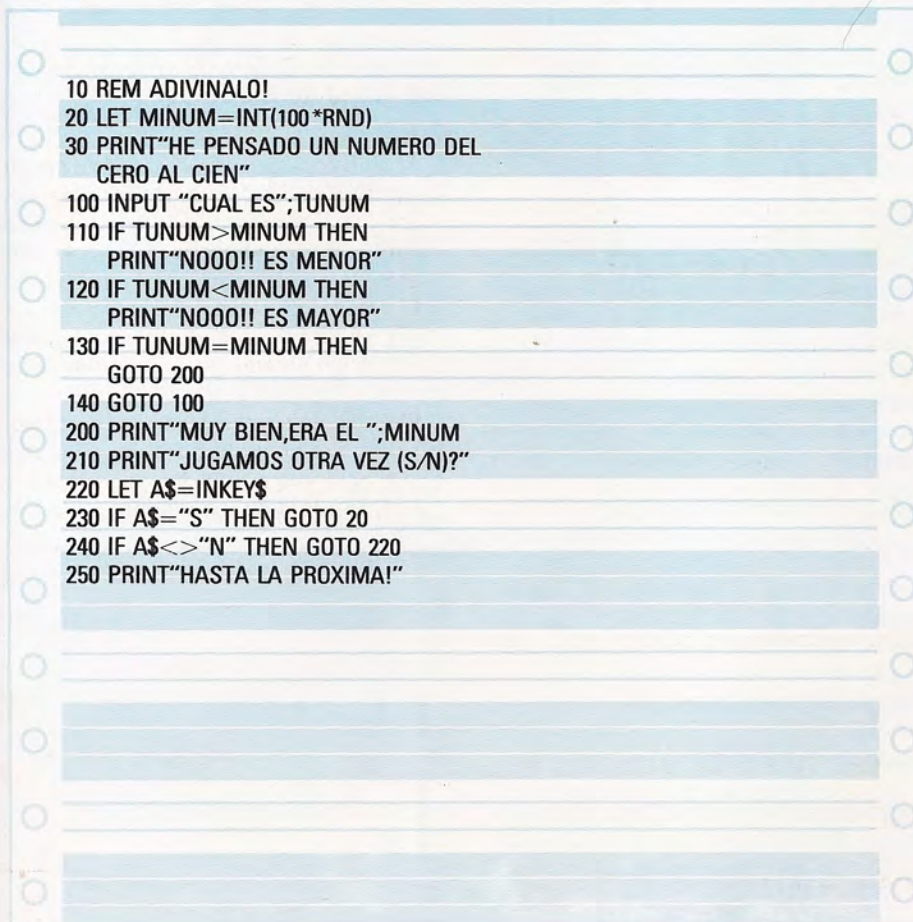 10 REM ADIVINALO!
20 LET MINUM=INT(100*RND)
30 PRINT"HE PENSADO UN NUMERO DEL
CERO AL CIEN"
100 INPUT "CUAL ES";TUNUM
110 IF TUNUM>MINUM THEN
PRINT"NOOO!! ES MENOR"
120 IF TUNUM<MINUM THEN
PRINT"NOOO!! ES MAYOR"
130 IF TUNUM=MINUM THEN
GOTO 200
140 GOTO 100
200 PRINT"MUY BIEN,ERA EL ";MINUM
210 PRINT"JUGAMOS OTRA VEZ (S/N)?"
220 LET A$=INKEY$
230 IF A$="S" THEN GOTO 20
240 IF A$<>"N" THEN GOTO 220
250 PRINT"HASTA LA PROXIMA!"